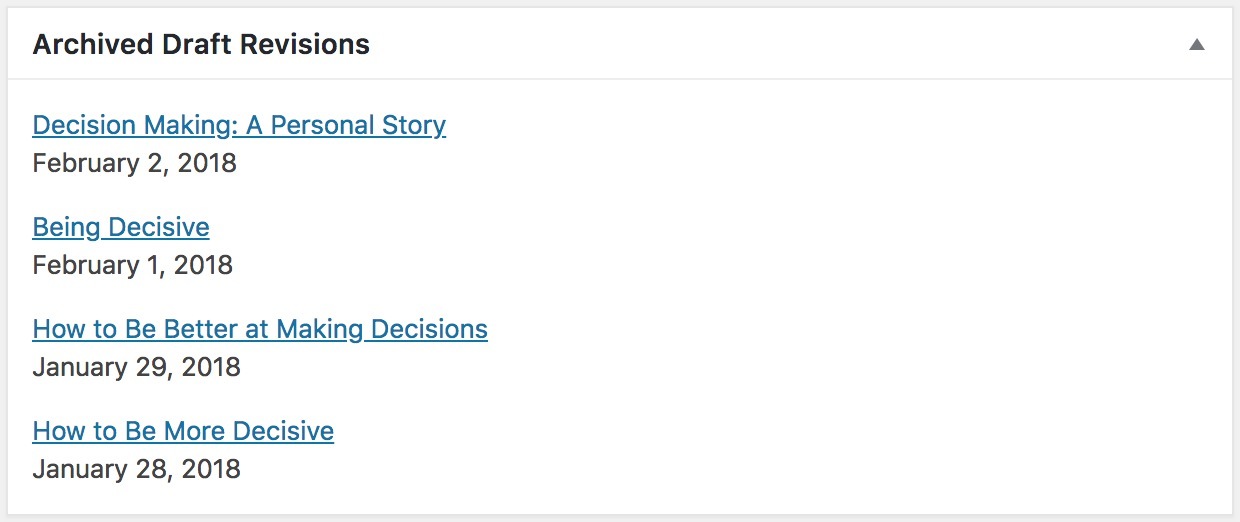 Archived Draft Revisions
Decision Making: A Personal Story
February 2, 2018
Being Decisive
February 1, 2018
How to Be Better at Making Decisions
January 29, 2018
How to Be More Decisive
January 28, 2018